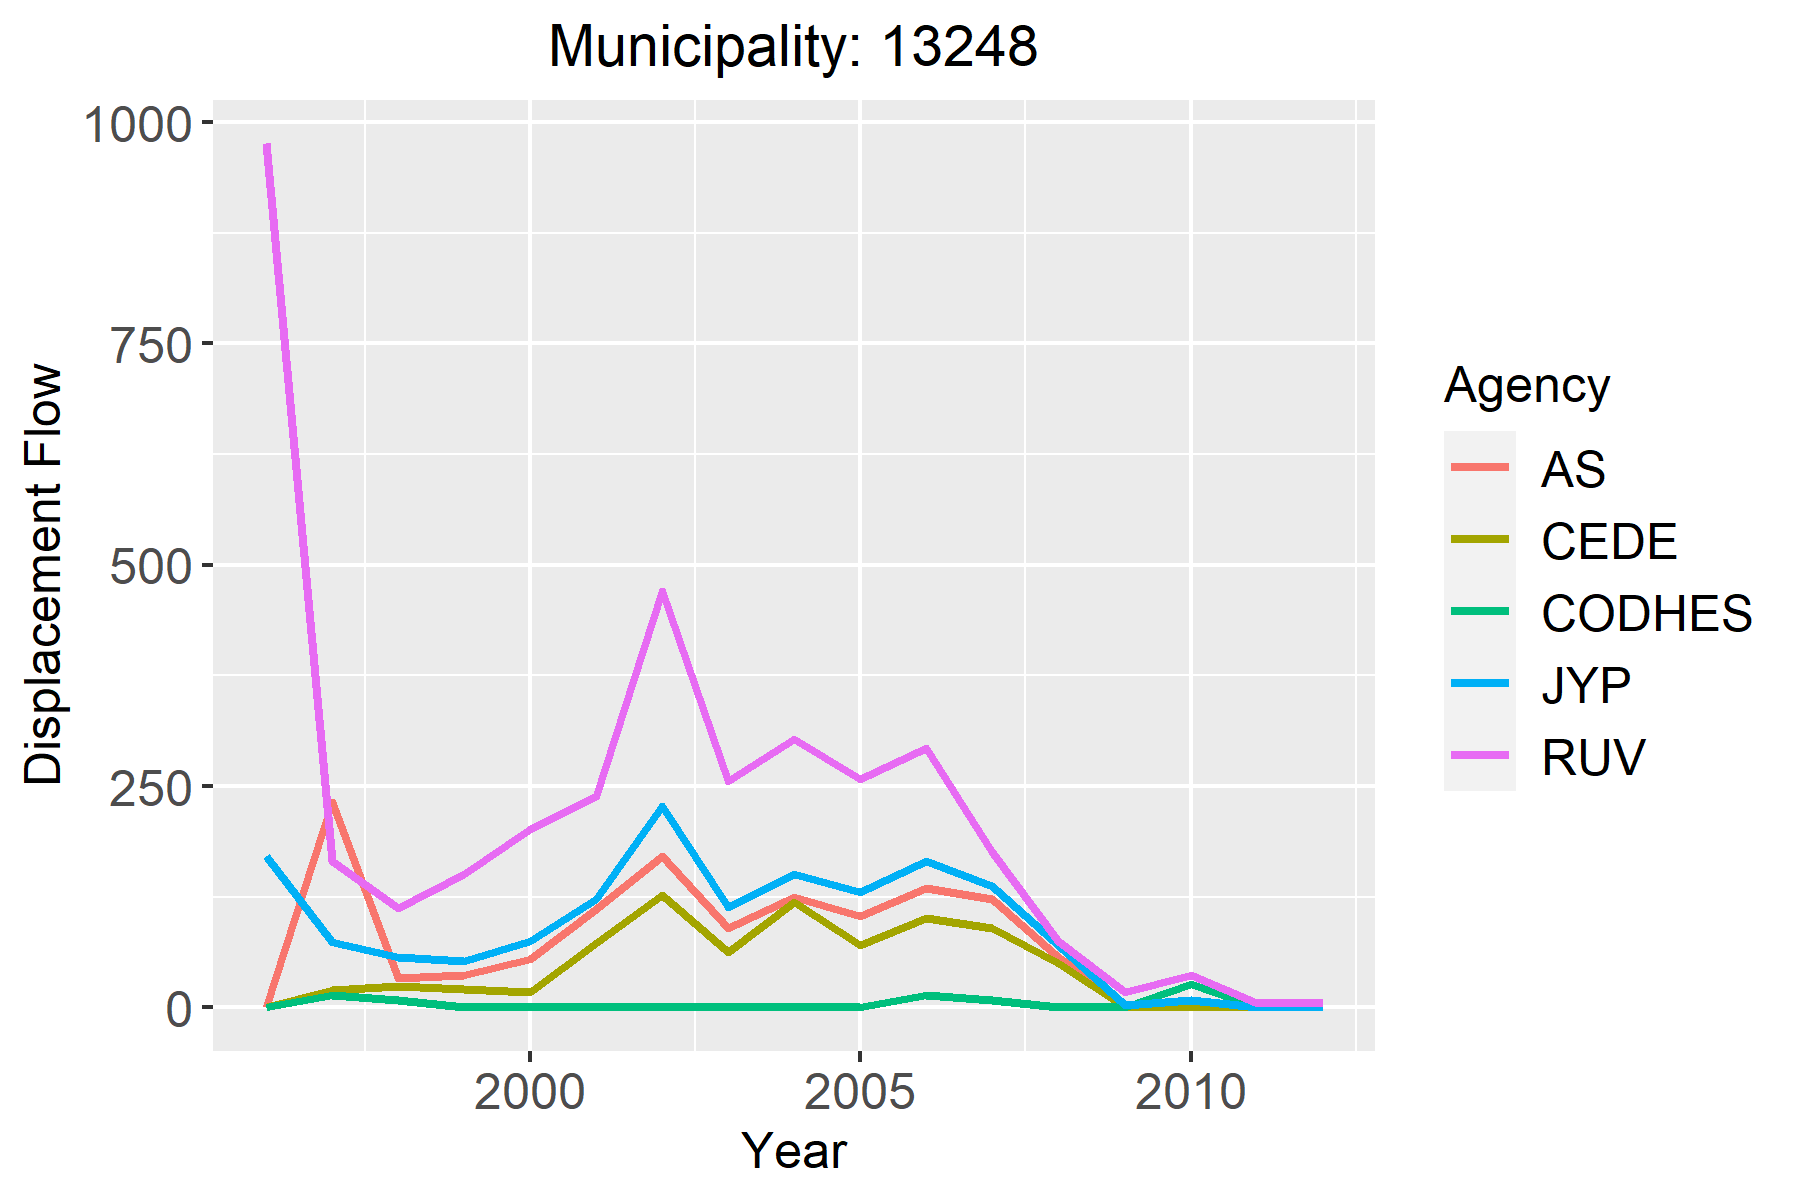 Municipality: 13248
1000
750
500
250
0
Displacement Flow
2000 2005 2010
Year
Agency
AS
CEDE
CODHES
JYP
RUV